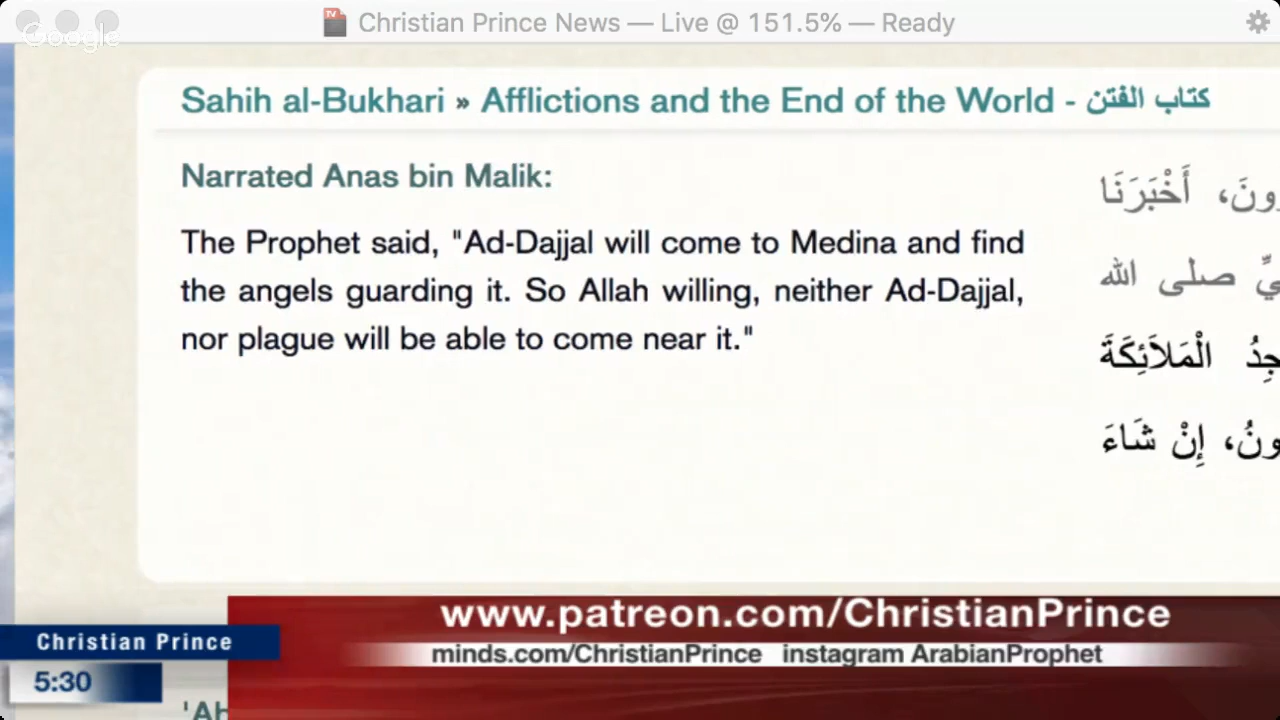 Christian Prince News — Live @ 151.5% — Ready
Google
Sahih al-Bukhari » Afflictions and the End of the World - كتاب الفتن
Narrated Anas bin Malik:
The Prophet said, "Ad-Dajjal will come to Medina and find
the angels guarding it. So Allah willing, neither Ad-Dajjal,
nor plague will be able to come near it."
أَخْبَرَنَا
صلى الله
الْمَلاَئِكَةَ
إِنْ شَاءَ
www.patreon.com/ChristianPrince
Christian Prince
minds.com/ChristianPrince instagram ArabianProphet
5:30